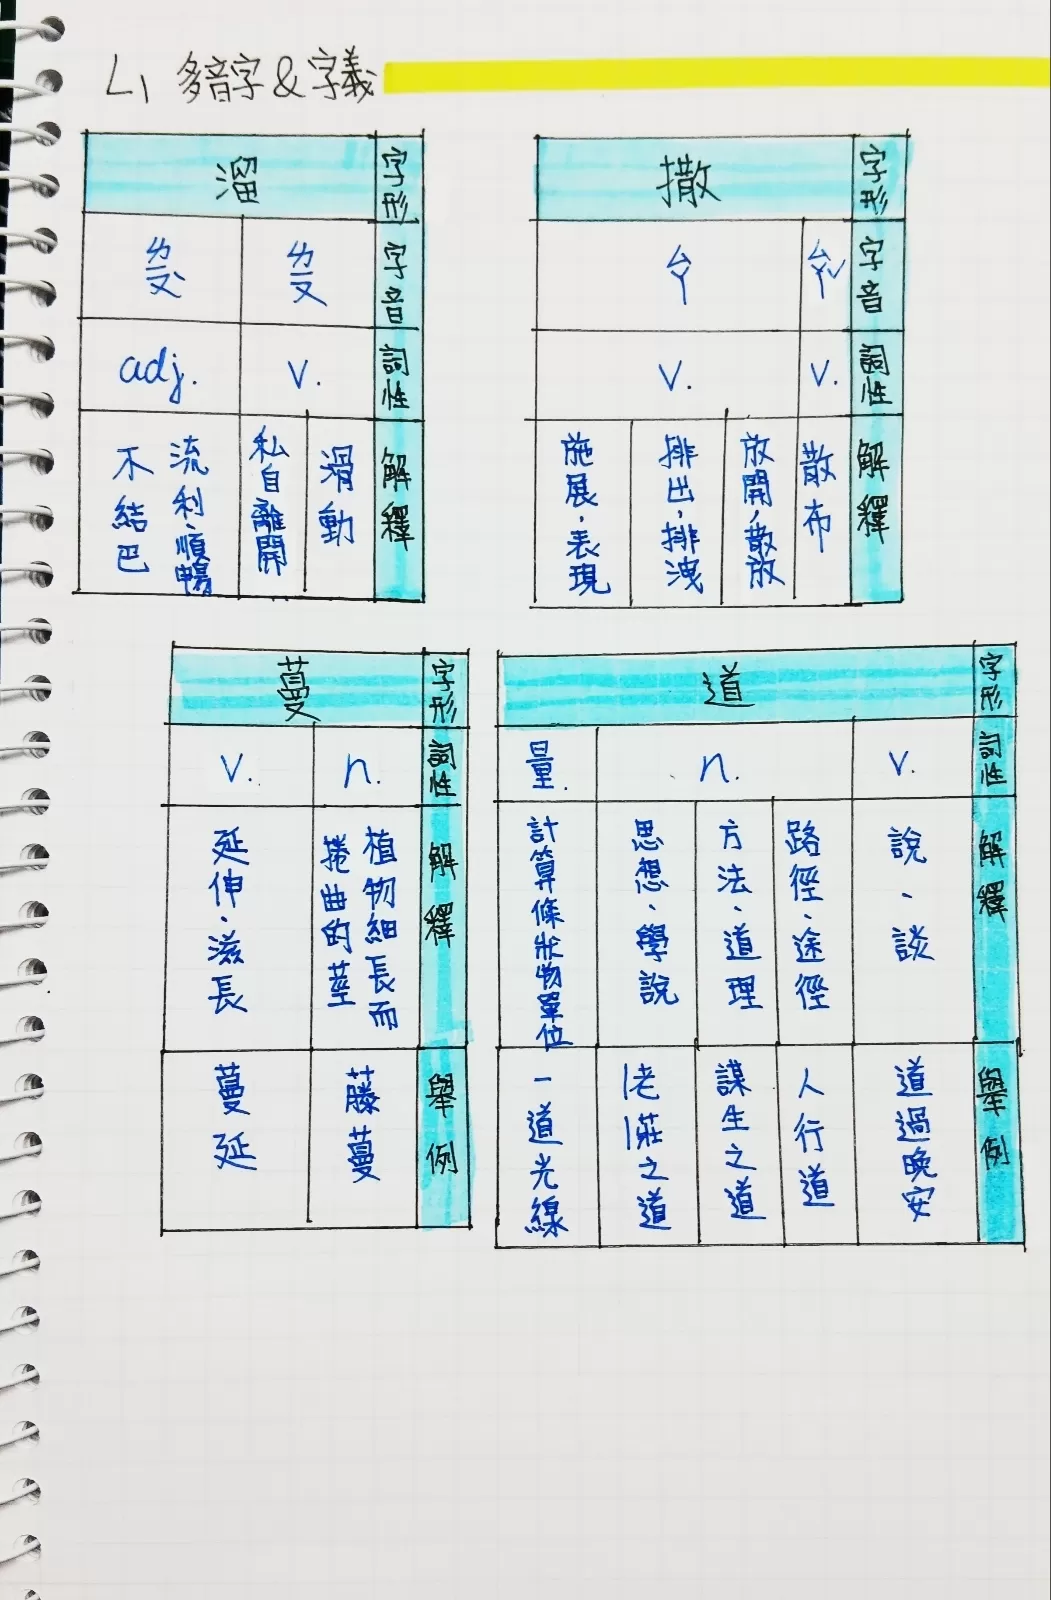 L1 多音字&字義
字形 溜
字音 ㄌㄧㄡ ㄌㄧㄡˋ
詞性 v. adj.
解釋 滑動 私自離開 流利、順暢 不結巴
字形 撒
字音 ㄙㄚˇ ㄙㄚ
詞性 v. v.
解釋 散布 放開,散放 排出,排洩 施展、表現
字形 蔓
詞性 n. v.
解釋 植物細長而捲曲的莖 延伸、滋長
舉例 藤蔓 蔓延
字形 道
詞性 v. n. 量.
解釋 說、談 路徑、途徑 方法、道理 思想、學說 計算條狀物單位
舉例 道過晚安 人行道 謀生之道 老莊之道 一道光線